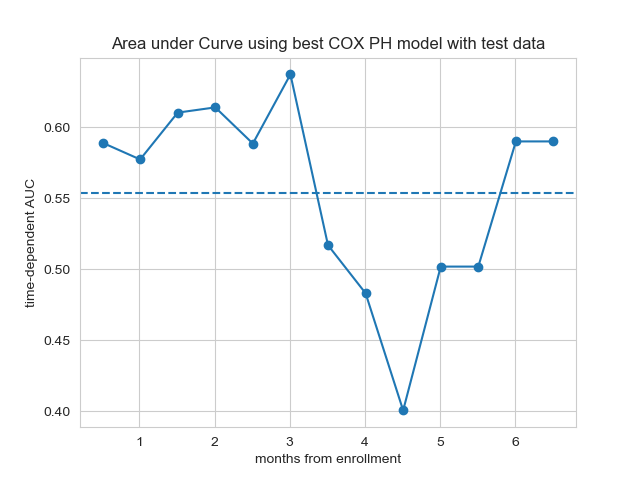 Area under Curve using best COX PH model with test data
time-dependent AUC
0.60
0.55
0.50
0.45
0.40
1 2 3 4 5 6
months from enrollment